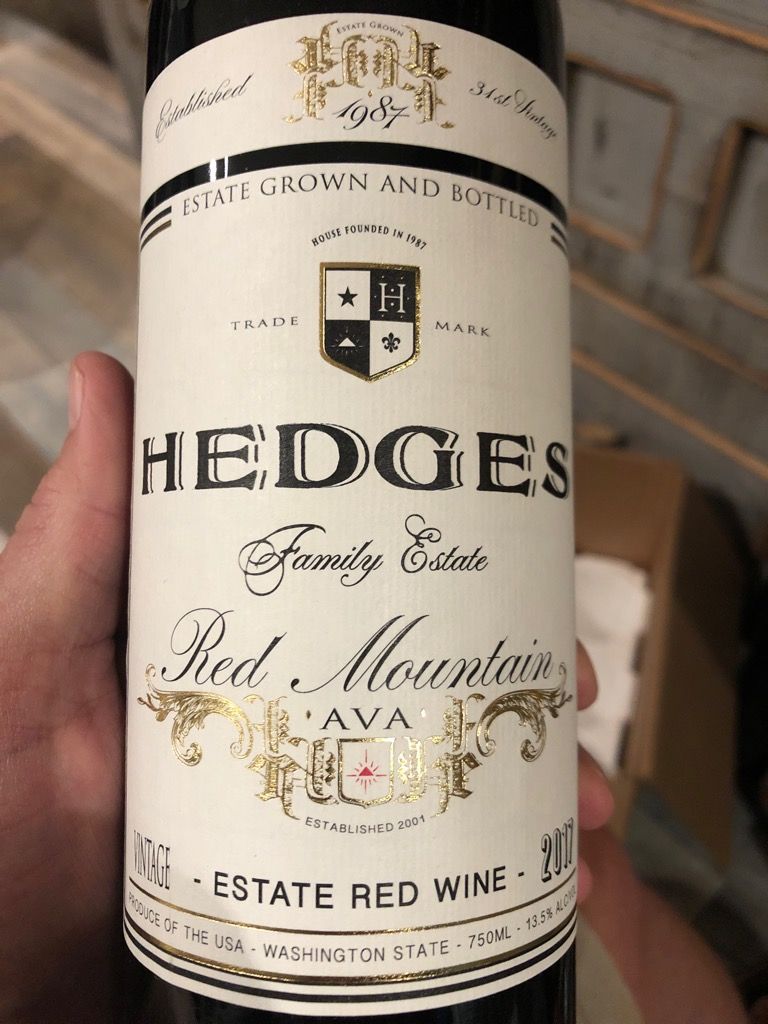 ESTATE GROWN
Established
1987
31st Vintage
ESTATE GROWN AND BOTTLED
HOUSE FOUNDED IN 1987
H
TRADE MARK
HEDGES
Family Estate
Red Mountain
AVA
ESTABLISHED 2001
VINTAGE 2017
- ESTATE RED WINE -
PRODUCE OF THE USA - WASHINGTON STATE - 750ML - 13.5%